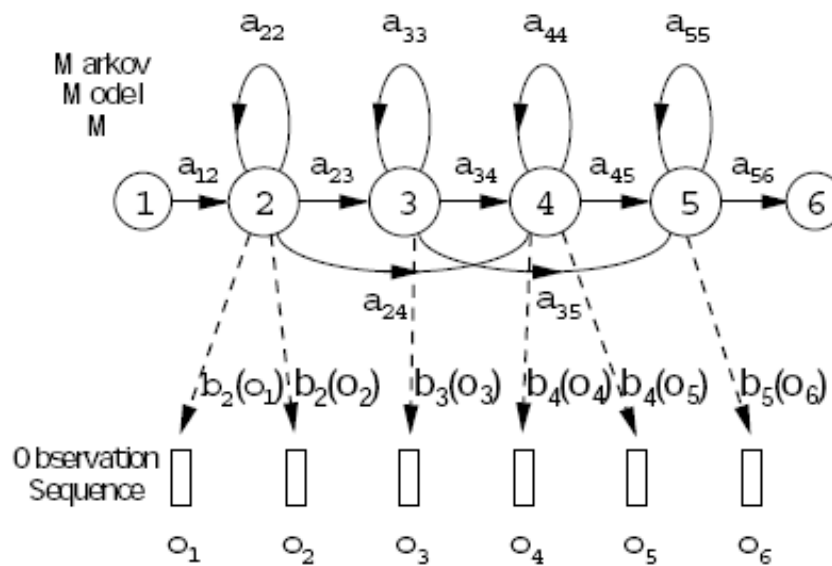 a22 a33 a44 a55
Markov
Model
M
a12 a23 a34 a45 a56
1 2 3 4 5 6
a24 a35
b2(o1) b2(o2) b3(o3) b4(o4) b4(o5) b5(o6)
Observation
Sequence
o1 o2 o3 o4 o5 o6